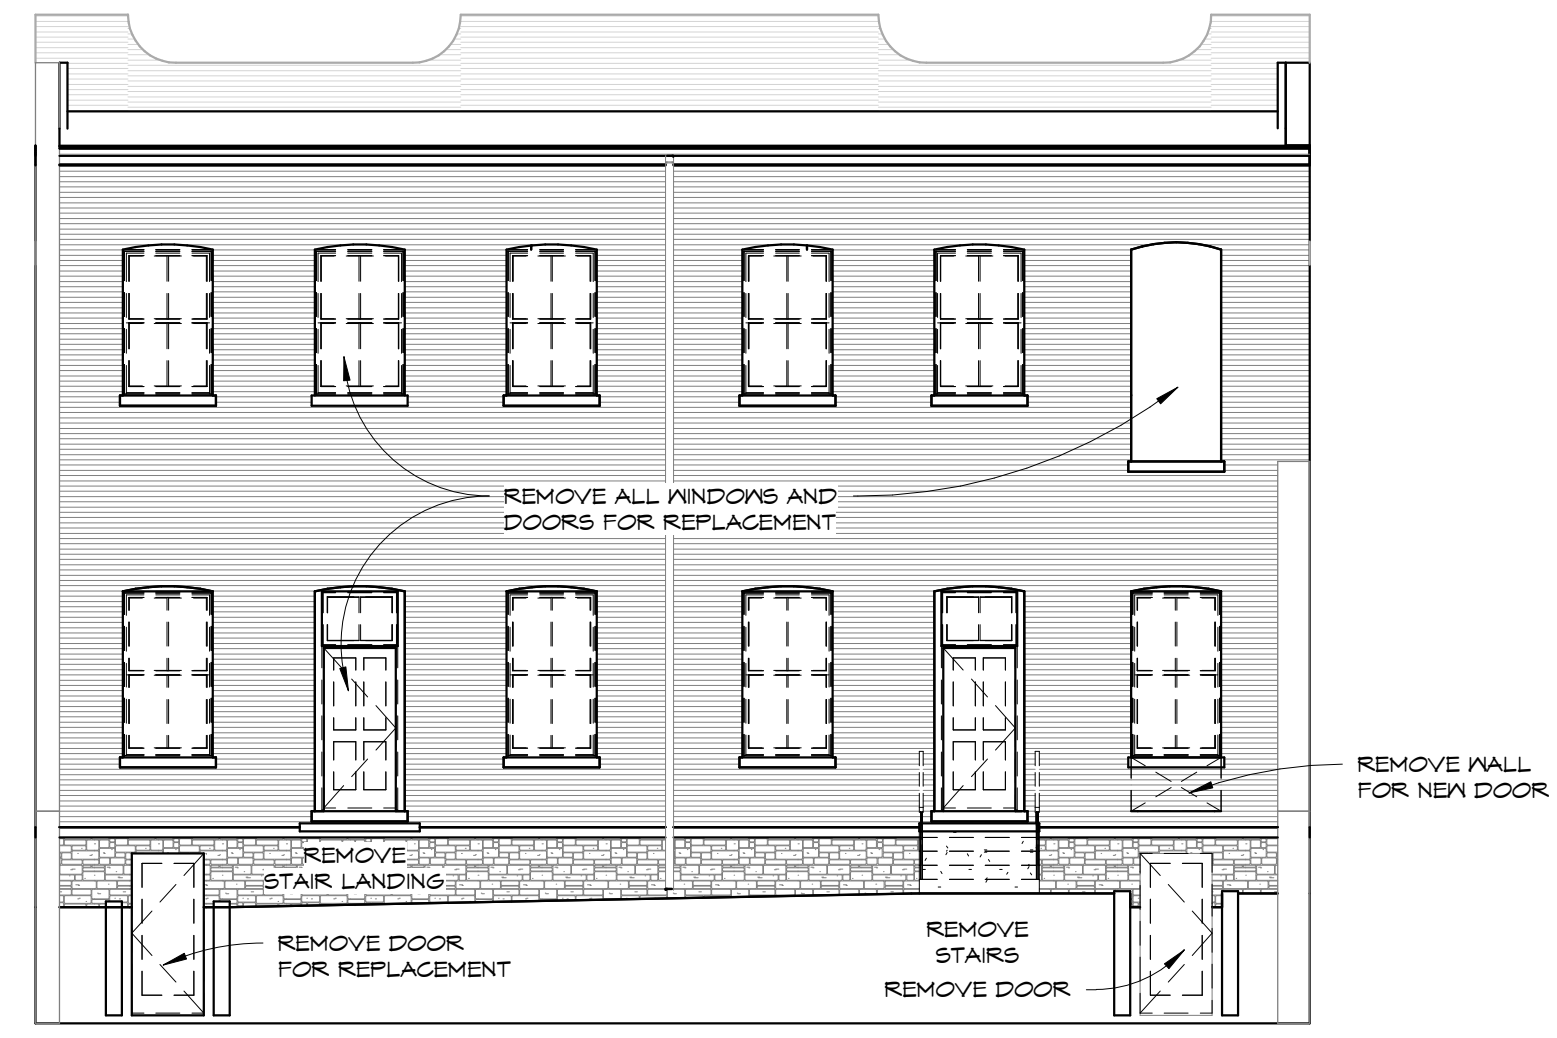 REMOVE ALL WINDOWS AND
DOORS FOR REPLACEMENT
REMOVE WALL
FOR NEW DOOR
REMOVE
STAIR LANDING
REMOVE DOOR
FOR REPLACEMENT
REMOVE
STAIRS
REMOVE DOOR